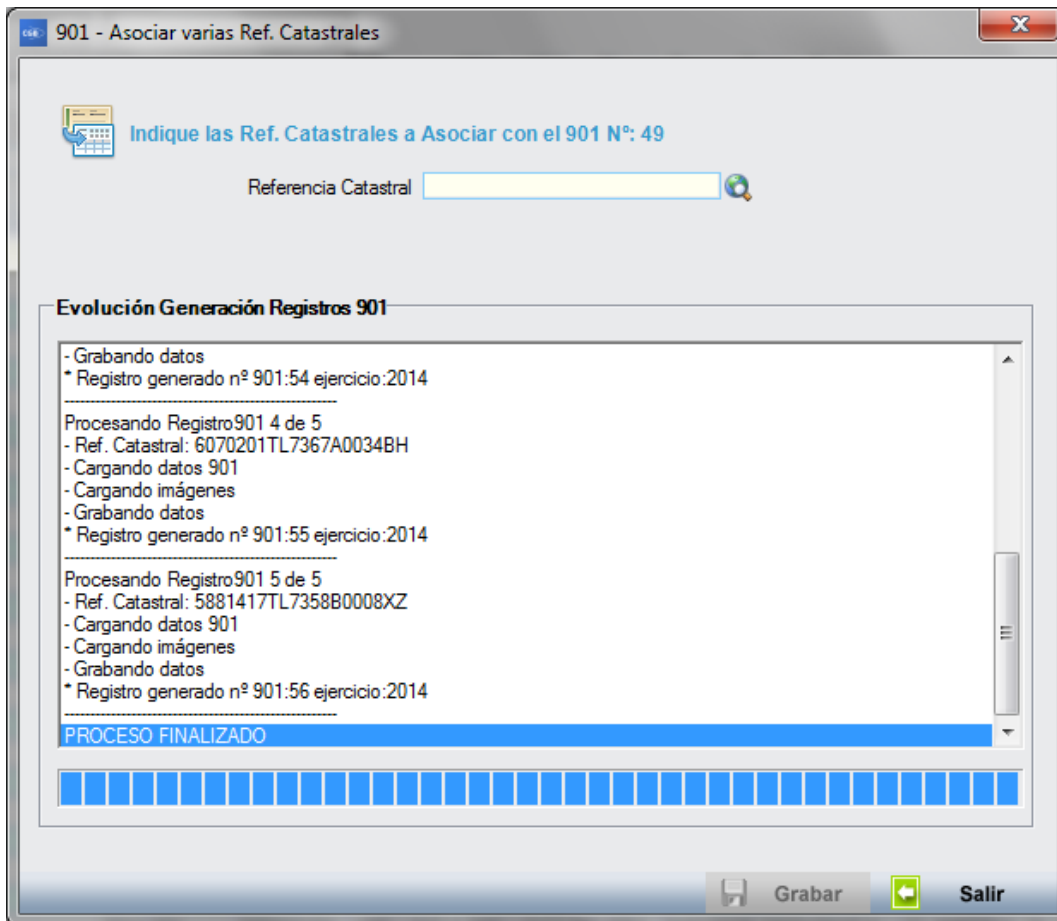 cse
901 - Asociar varias Ref. Catastrales
Indique las Ref. Catastrales a Asociar con el 901 Nº: 49
Referencia Catastral
Evolución Generación Registros 901
- Grabando datos
* Registro generado nº 901:54 ejercicio:2014
----------------------------------------------------
Procesando Registro901 4 de 5
- Ref. Catastral: 6070201TL7367A0034BH
- Cargando datos 901
- Cargando imágenes
- Grabando datos
* Registro generado nº 901:55 ejercicio:2014
----------------------------------------------------
Procesando Registro901 5 de 5
- Ref. Catastral: 5881417TL7358B0008XZ
- Cargando datos 901
- Cargando imágenes
- Grabando datos
* Registro generado nº 901:56 ejercicio:2014
----------------------------------------------------
PROCESO FINALIZADO
Grabar
Salir